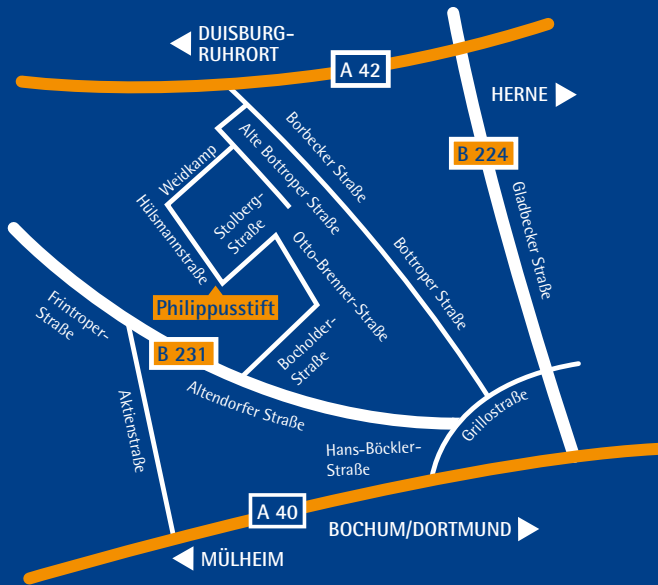 DUISBURG-
RUHRORT
A 42
HERNE
B 224
Borbecker Straße
Alte Bottroper Straße
Weidkamp
Hülsmannstraße
Stolberg-
Straße
Gladbecker Straße
Otto-Brenner-Straße
Bottroper Straße
Philippusstift
Frintroper-
Straße
B 231
Bocholder-
Straße
Aktienstraße
Altendorfer Straße
Grillostraße
Hans-Böckler-
Straße
A 40
BOCHUM/DORTMUND
MÜLHEIM